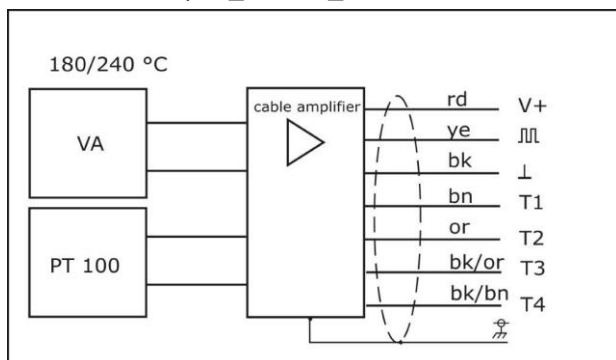 180/240 °C
VA
PT 100
cable amplifier
rd V+
ye
bk ⊥
bn T1
or T2
bk/or T3
bk/bn T4